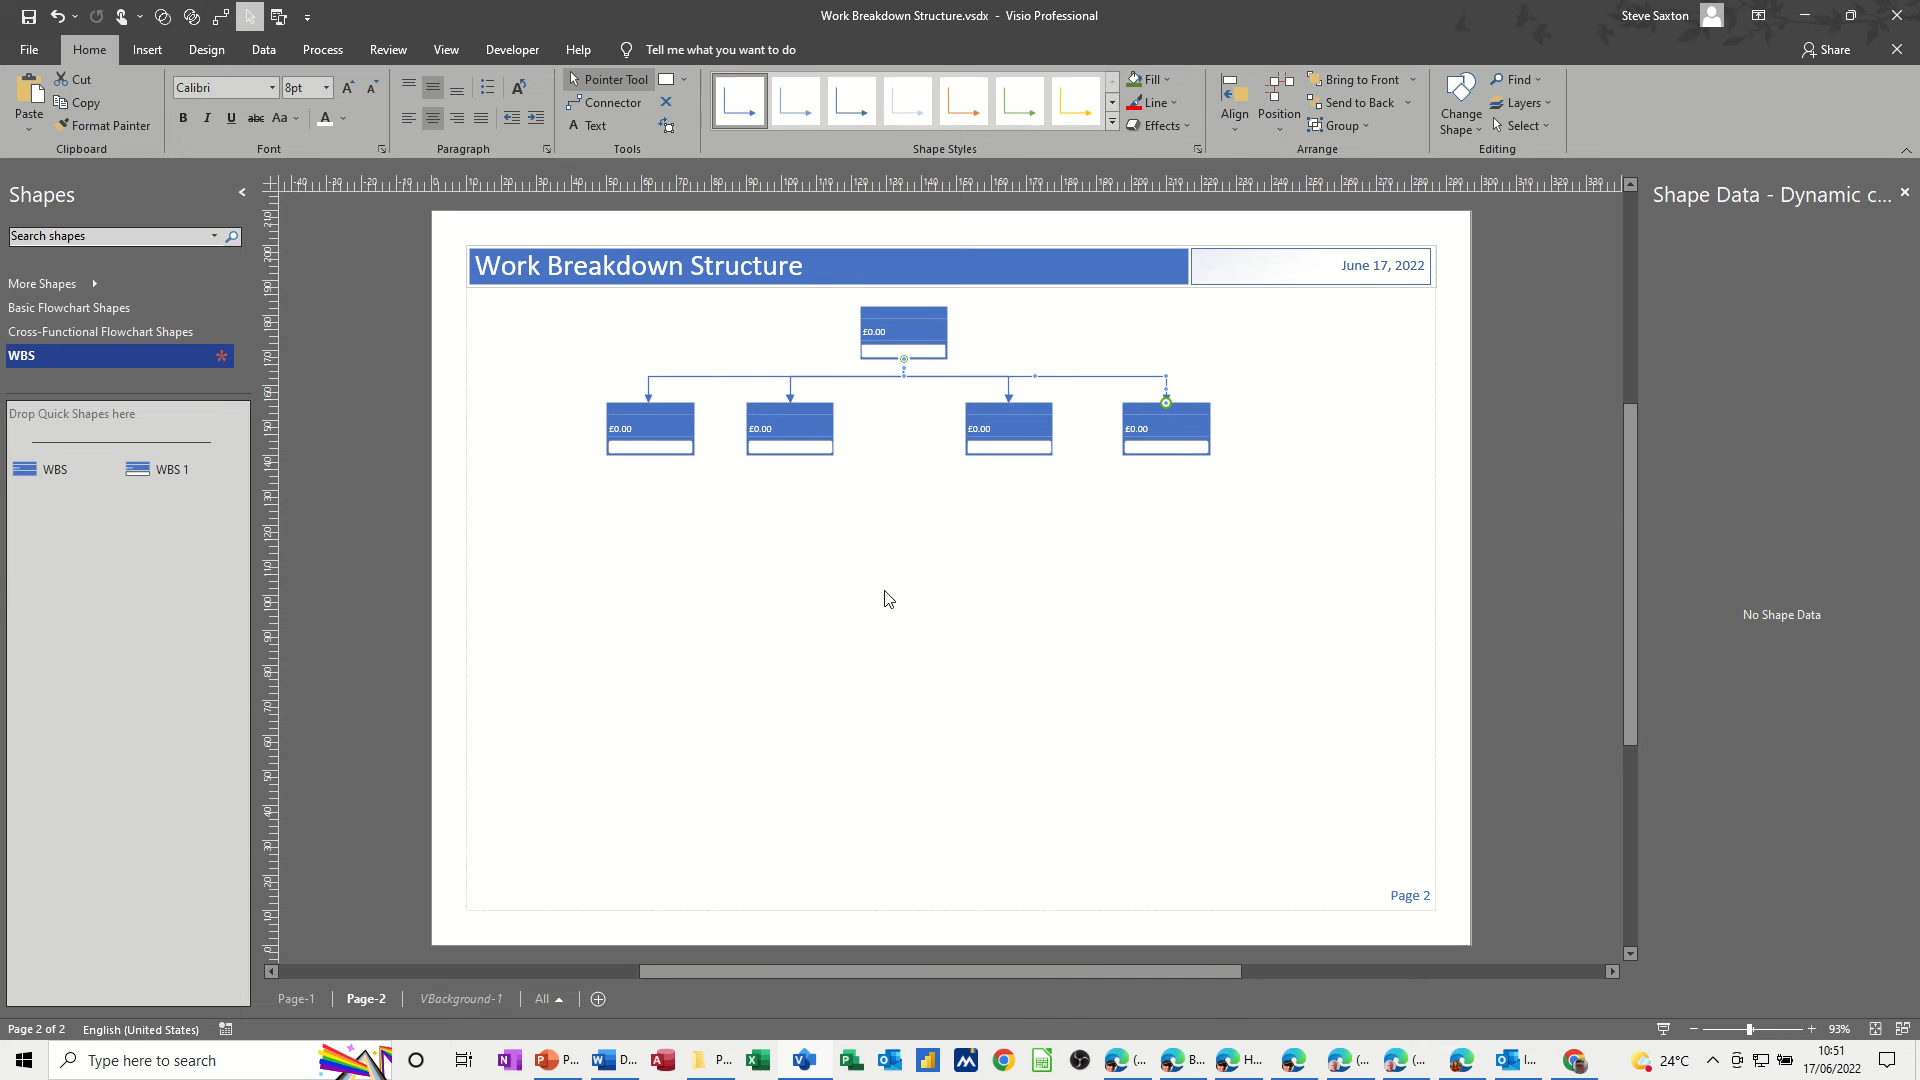 Work Breakdown Structure.vsdx - Visio Professional
Steve Saxton
File Home Insert Design Data Process Review View Developer Help Tell me what you want to do
Share
Paste
Cut
Copy
Format Painter
Clipboard
Calibri 8pt
B I U abc Aa A
Font
Paragraph
Pointer Tool
Connector
A Text
Tools
Shape Styles
Fill
Line
Effects
Align
Position
Bring to Front
Send to Back
Group
Arrange
Change Shape
Find
Layers
Select
Editing
Shapes
Search shapes
More Shapes
Basic Flowchart Shapes
Cross-Functional Flowchart Shapes
WBS
Drop Quick Shapes here
WBS WBS 1
Work Breakdown Structure
June 17, 2022
£0.00
£0.00 £0.00 £0.00 £0.00
Page 2
Shape Data - Dynamic c...
No Shape Data
Page-1 Page-2 VBackground-1 All
Page 2 of 2 English (United States) 93%
Type here to search
P... D... P... (... B... H... (... (... I...
24°C
10:51
17/06/2022